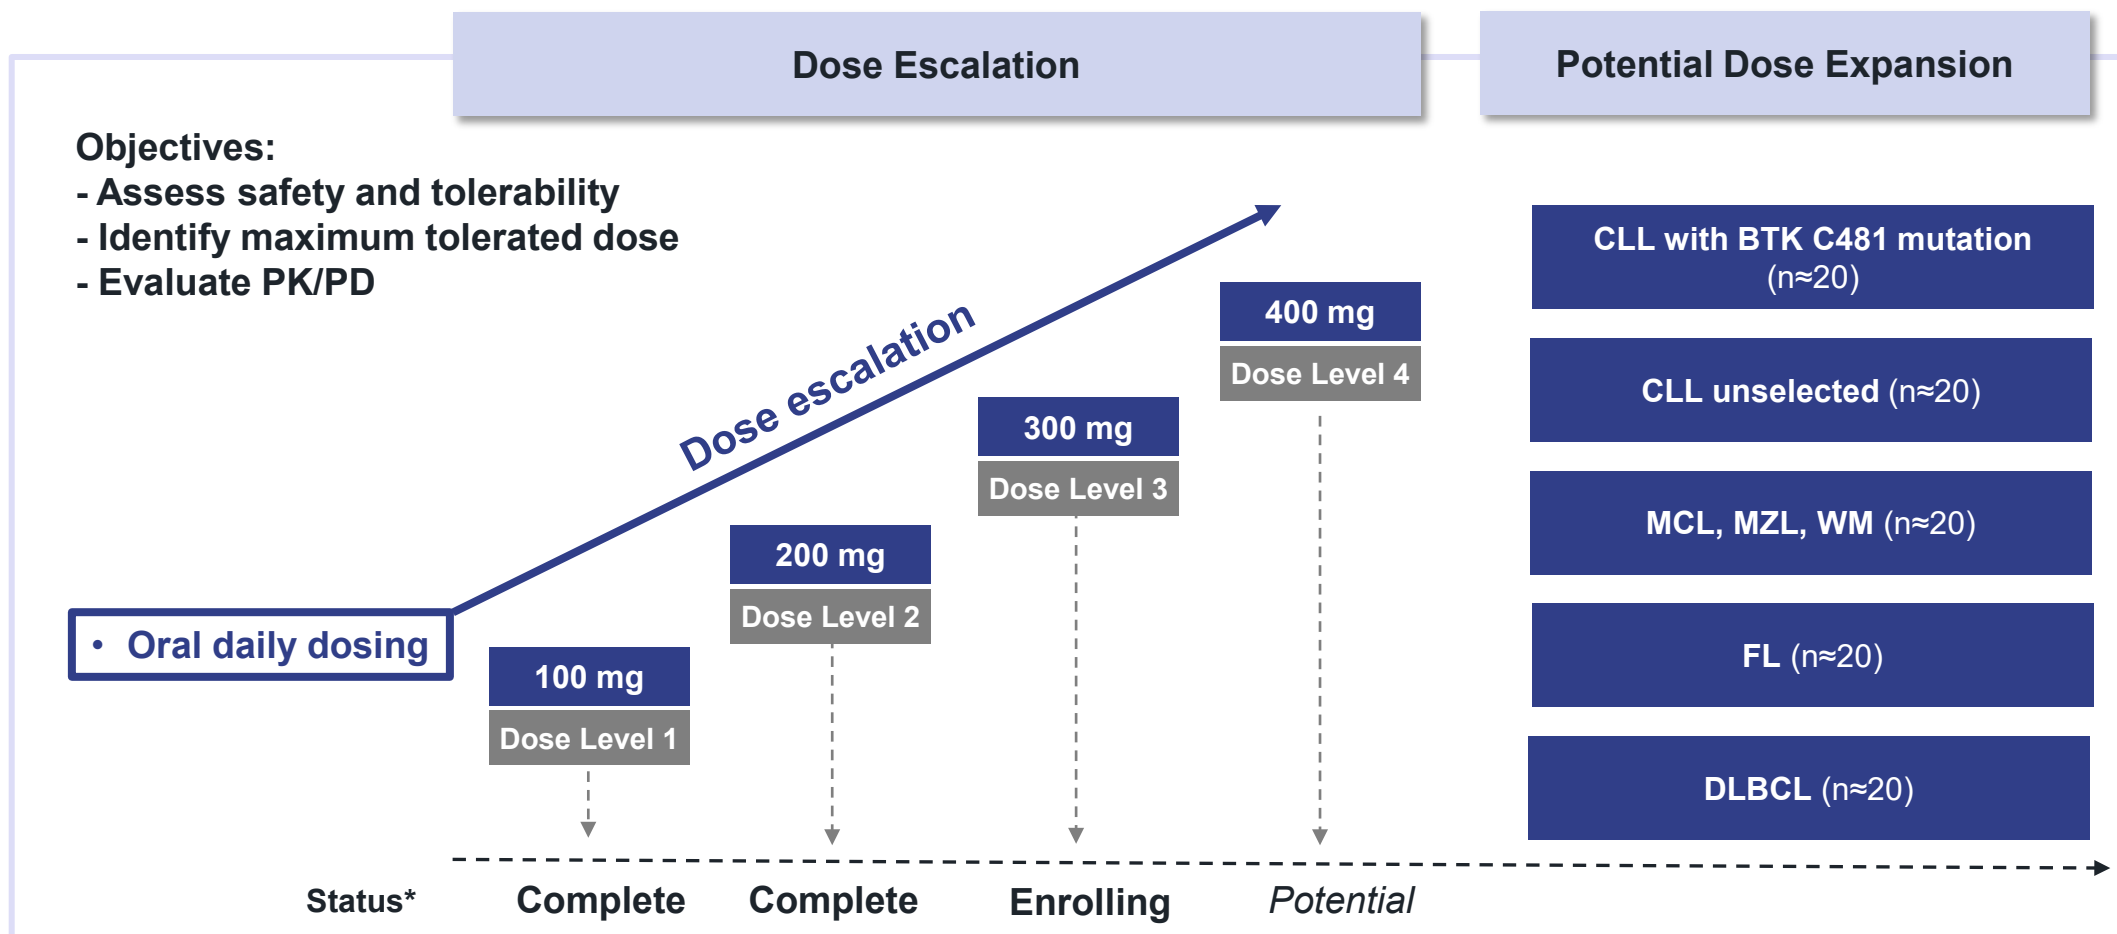 Dose Escalation
Potential Dose Expansion
Objectives:
- Assess safety and tolerability
- Identify maximum tolerated dose
- Evaluate PK/PD
Dose escalation
• Oral daily dosing
100 mg
Dose Level 1
200 mg
Dose Level 2
300 mg
Dose Level 3
400 mg
Dose Level 4
CLL with BTK C481 mutation
(n≈20)
CLL unselected (n≈20)
MCL, MZL, WM (n≈20)
FL (n≈20)
DLBCL (n≈20)
Status*
Complete
Complete
Enrolling
Potential